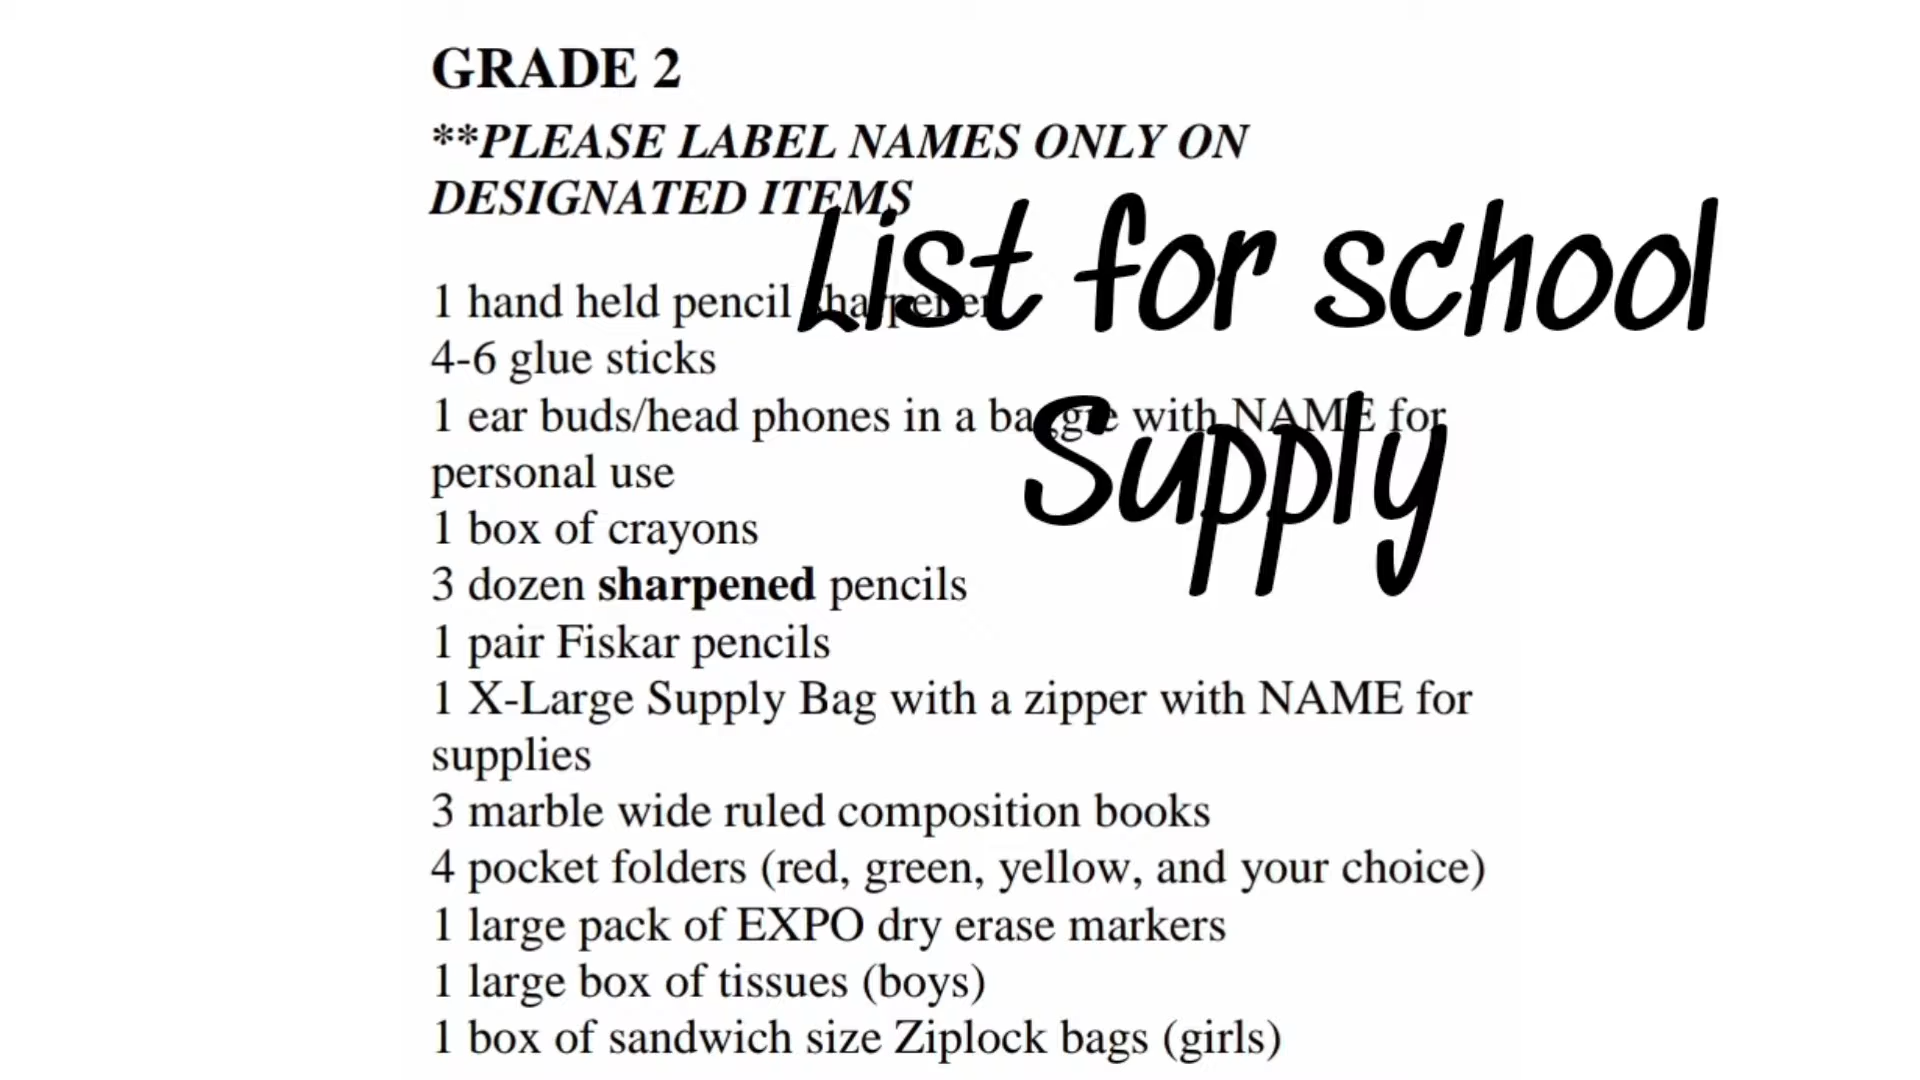 GRADE 2
**PLEASE LABEL NAMES ONLY ON
DESIGNATED ITEMS
List for school
Supply
1 hand held pencil sharpener
4-6 glue sticks
1 ear buds/head phones in a baggie with NAME for
personal use
1 box of crayons
3 dozen sharpened pencils
1 pair Fiskar pencils
1 X-Large Supply Bag with a zipper with NAME for
supplies
3 marble wide ruled composition books
4 pocket folders (red, green, yellow, and your choice)
1 large pack of EXPO dry erase markers
1 large box of tissues (boys)
1 box of sandwich size Ziplock bags (girls)